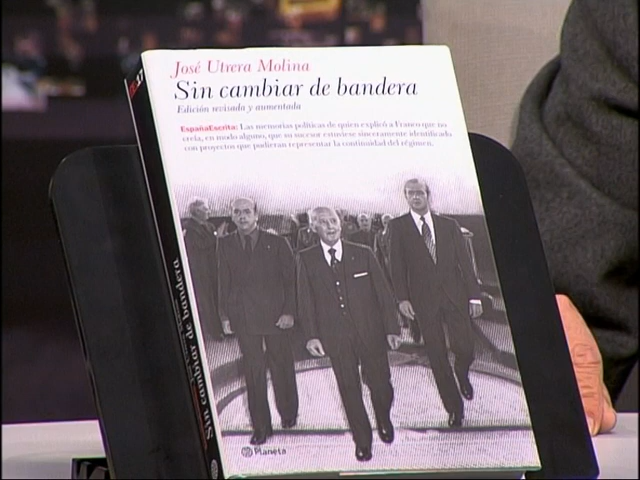 José Utrera Molina
Sin cambiar de bandera
Edición revisada y aumentada
EspañaEscrita: Las memorias políticas de quien explicó a Franco que no
creía, en modo alguno, que su sucesor estuviese sinceramente identificado
con proyectos que pudieran representar la continuidad del régimen.
Sin cambiar de bandera
Planeta